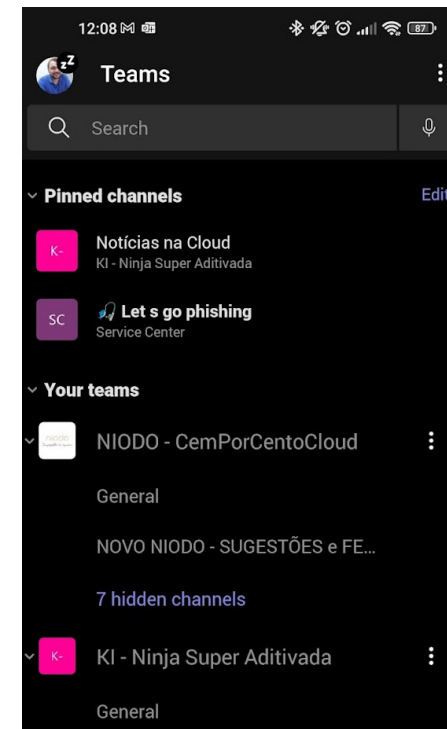 12:08 87
zZ
Teams
Search
Pinned channels Edit
K- Notícias na Cloud
KI - Ninja Super Aditivada
SC Let s go phishing
Service Center
Your teams
niodo NIODO - CemPorCentoCloud
General
NOVO NIODO - SUGESTÕES e FE...
7 hidden channels
K- KI - Ninja Super Aditivada
General